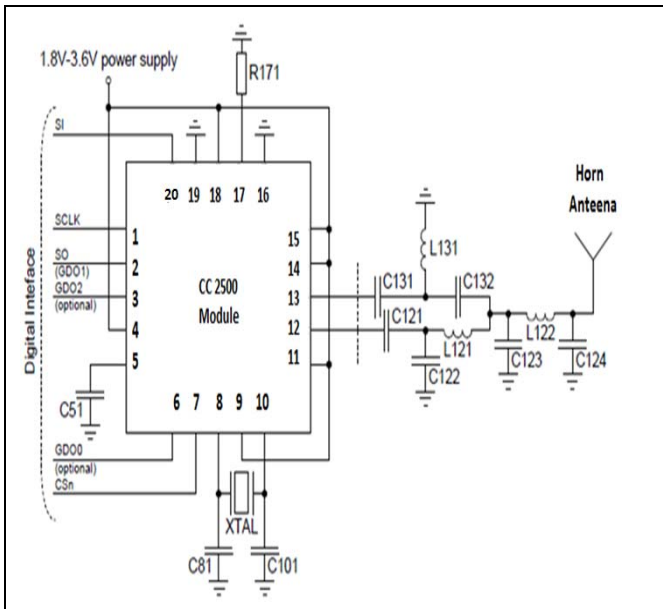 1.8V-3.6V power supply
R171
SI
20 19 18 17 16
Horn
Anteena
Digital Inteface
SCLK
1
15
L131
SO
(GDO1)
2
14
C131
C132
GDO2
(optional)
3
CC 2500
Module
13
C121
4
12
L121
L122
C123
C124
5
11
C122
C51
6 7 8 9 10
GDO0
(optional)
CSn
XTAL
C81
C101